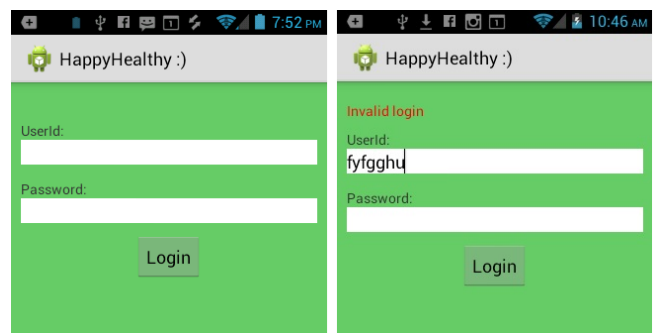 7:52 PM
HappyHealthy :)
UserId:
Password:
Login
10:46 AM
HappyHealthy :)
Invalid login
UserId:
fyfgghu
Password:
Login